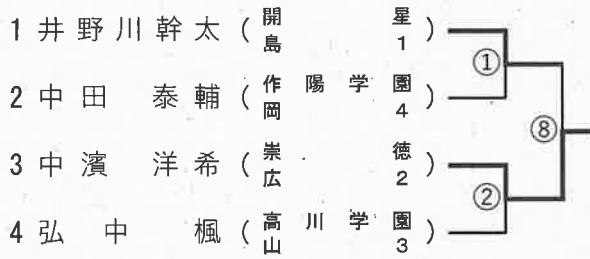 1 井野川幹太 (開星 島1)
①
2 中田泰輔 (作陽学園 岡4)
⑧
3 中濱洋希 (崇徳 広2)
②
4 弘中楓 (高川学園 山3)